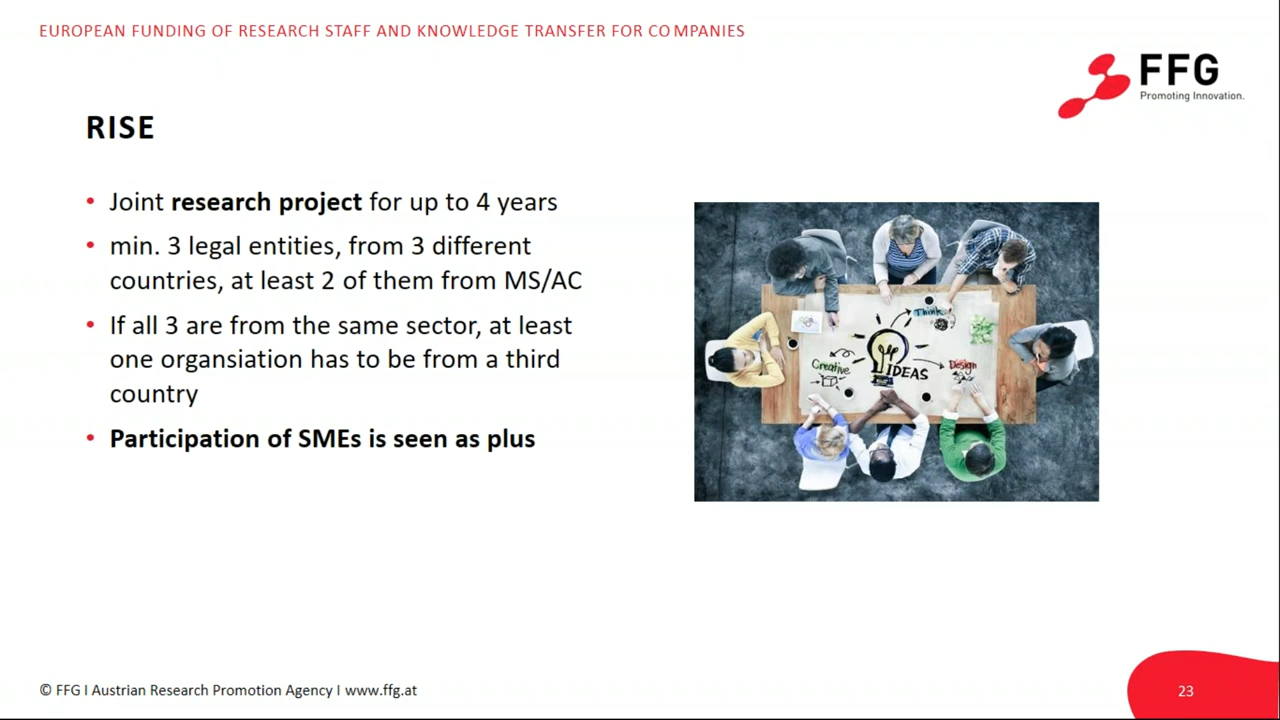 EUROPEAN FUNDING OF RESEARCH STAFF AND KNOWLEDGE TRANSFER FOR COMPANIES
FFG
Promoting Innovation.
RISE
• Joint research project for up to 4 years
• min. 3 legal entities, from 3 different
countries, at least 2 of them from MS/AC
• If all 3 are from the same sector, at least
one organsiation has to be from a third
country
• Participation of SMEs is seen as plus
Think
Creative
IDEAS
Design
© FFG I Austrian Research Promotion Agency I www.ffg.at
23